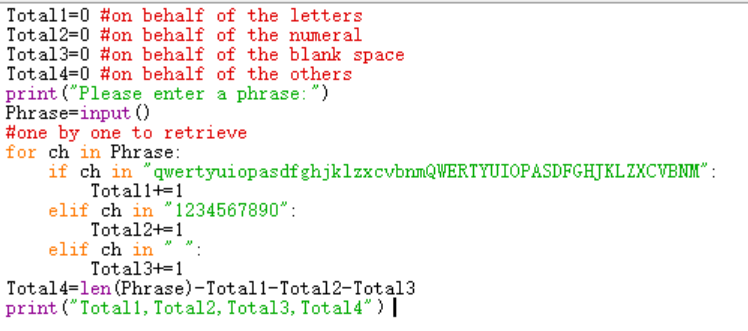 Total1=0 #on behalf of the letters
Total2=0 #on behalf of the numeral
Total3=0 #on behalf of the blank space
Total4=0 #on behalf of the others
print("Please enter a phrase:")
Phrase=input()
#one by one to retrieve
for ch in Phrase:
    if ch in "qwertyuiopasdfghjklzxcvbnmQWERTYUIOPASDFGHJKLZXCVBNM":
        Total1+=1
    elif ch in "1234567890":
        Total2+=1
    elif ch in " ":
        Total3+=1
Total4=len(Phrase)-Total1-Total2-Total3
print("Total1,Total2,Total3,Total4")